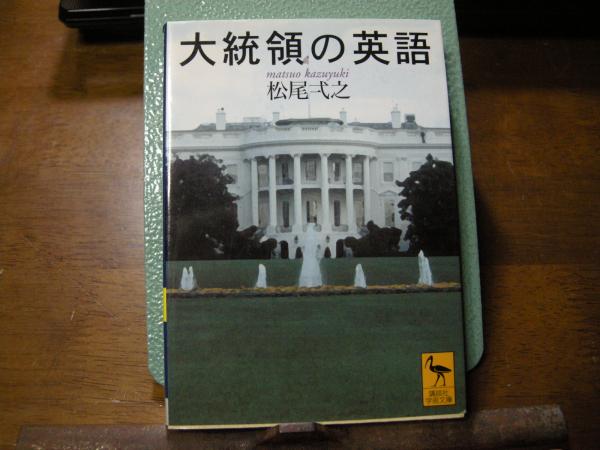 大統領の英語
matsuo kazuyuki
松尾弌之
講談社
学術文庫